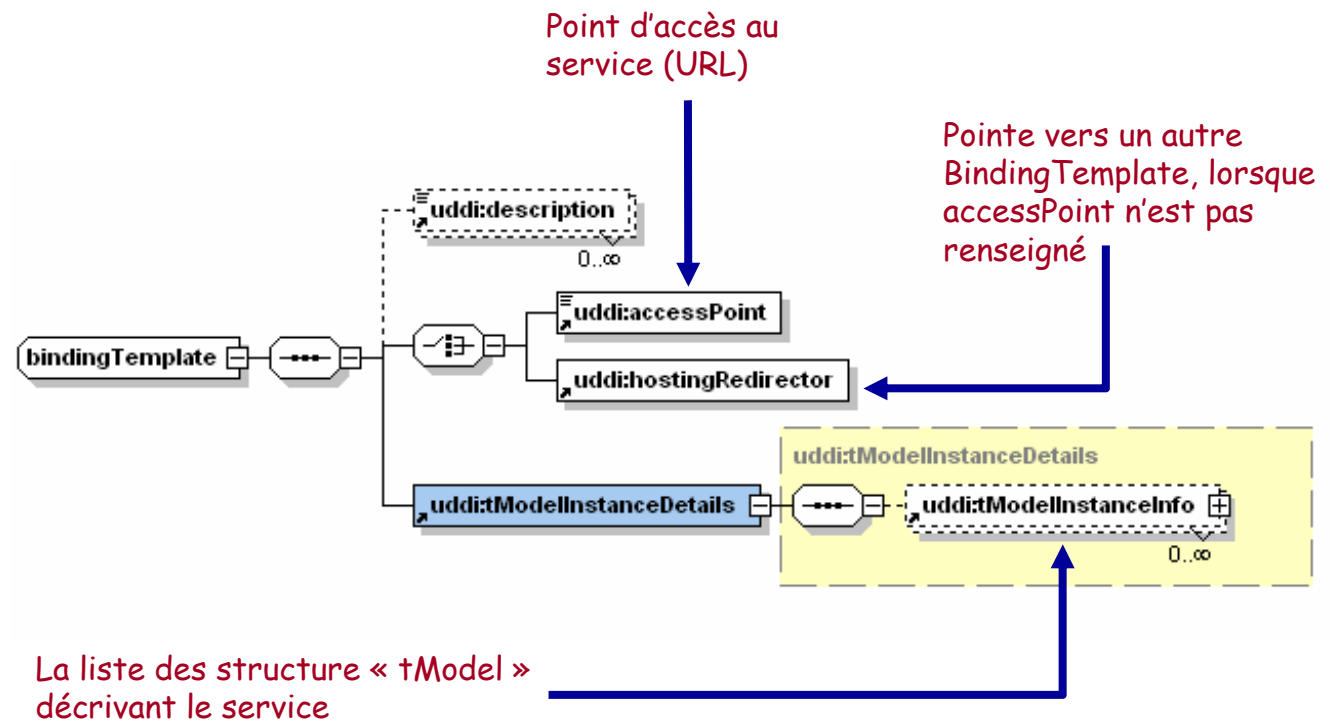 Point d'accès au
service (URL)
Pointe vers un autre
BindingTemplate, lorsque
accessPoint n'est pas
renseigné
uddi:description
0..∞
uddi:accessPoint
bindingTemplate
uddi:hostingRedirector
uddi:tModelInstanceDetails
uddi:tModelInstanceDetails
uddi:tModelInstanceInfo
0..∞
La liste des structure « tModel »
décrivant le service